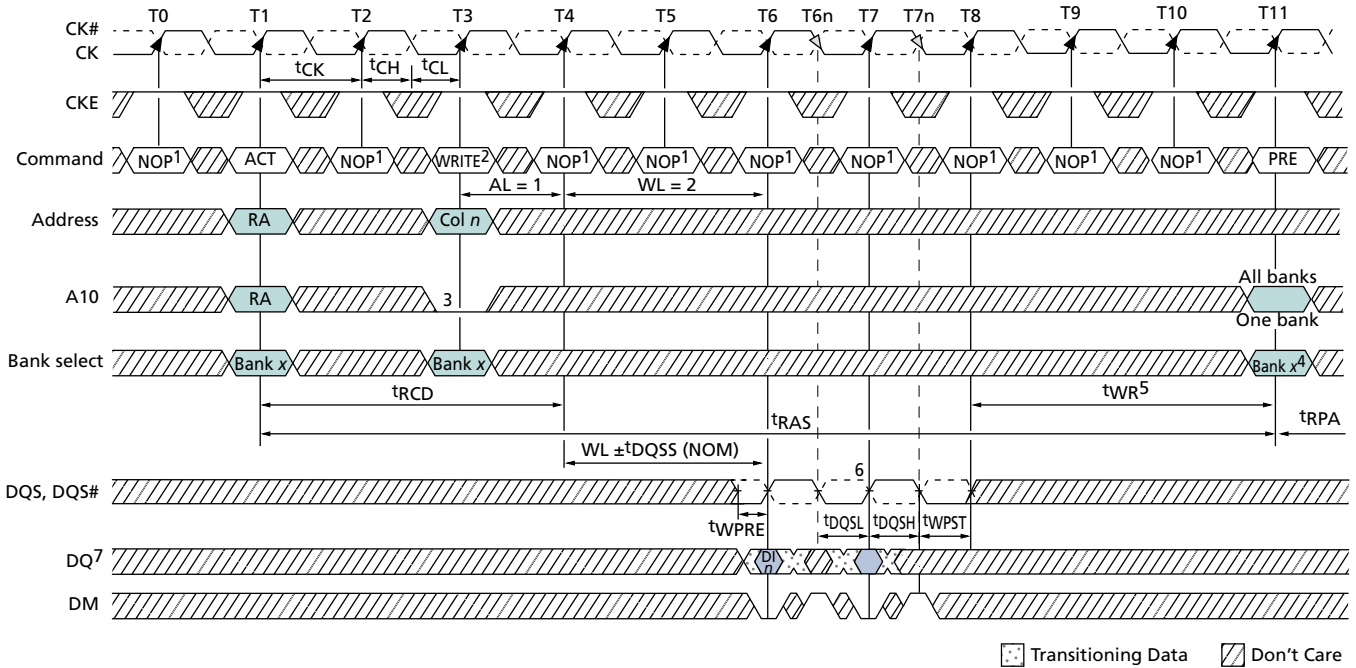 T0 T1 T2 T3 T4 T5 T6 T6n T7 T7n T8 T9 T10 T11
CK#
CK
tCK tCH tCL
CKE
Command NOP1 ACT NOP1 WRITE2 NOP1 NOP1 NOP1 NOP1 NOP1 NOP1 NOP1 PRE
AL = 1 WL = 2
Address RA Col n
All banks
A10 RA 3
One bank
Bank select Bank x Bank x Bank x4
tRCD tWR5
tRAS tRPA
WL ±tDQSS (NOM)
6
DQS, DQS#
tWPRE tDQSL tDQSH tWPST
DQ7 DI n
DM
Transitioning Data Don't Care